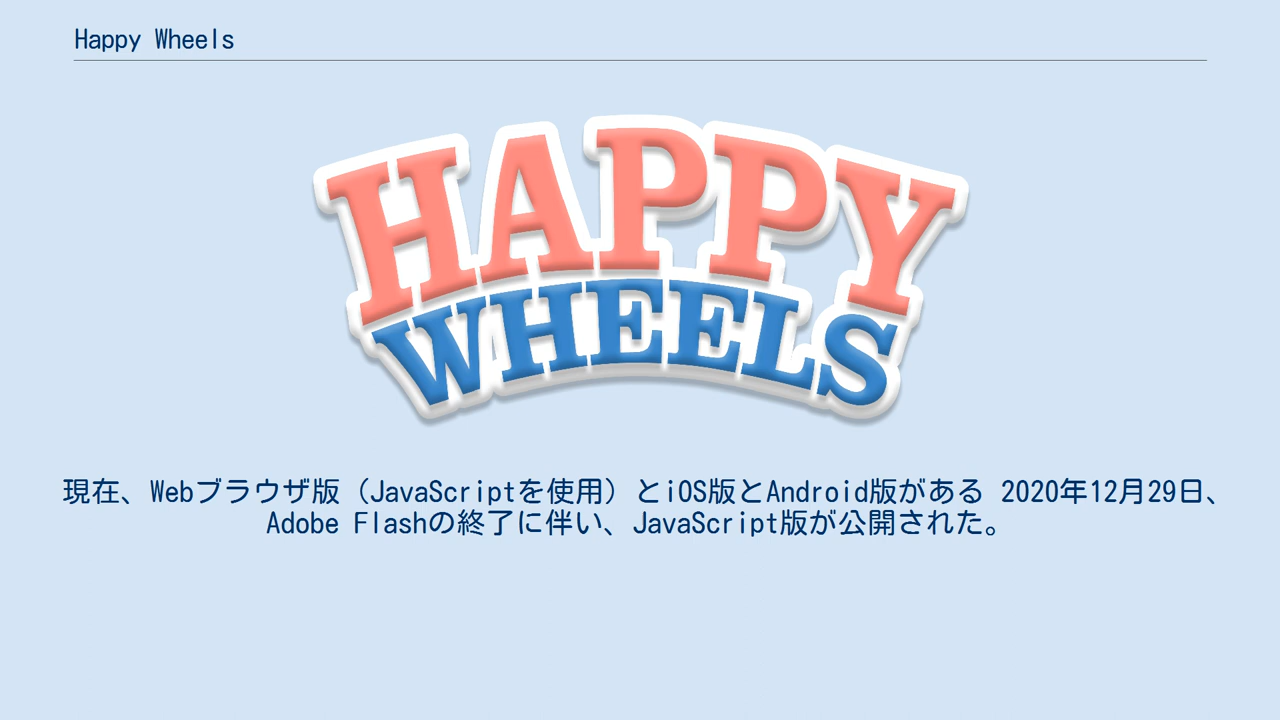 Happy Wheels
HAPPY
WHEELS
現在、Webブラウザ版（JavaScriptを使用）とiOS版とAndroid版がある 2020年12月29日、
Adobe Flashの終了に伴い、JavaScript版が公開された。